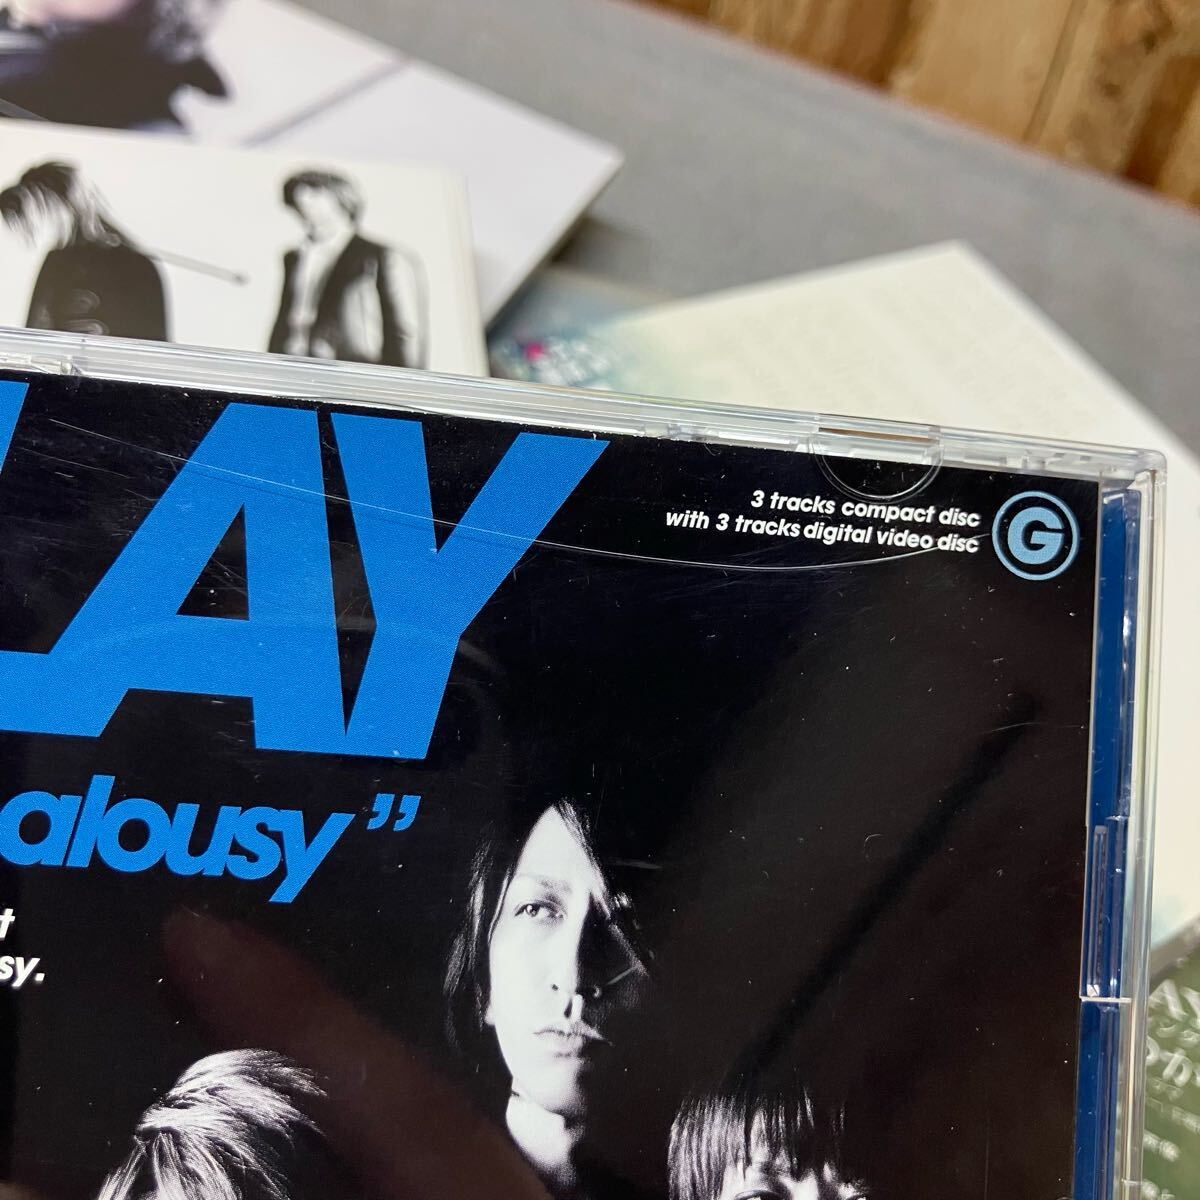 LAY
3 tracks compact disc
with 3 tracks digital video disc
G
alousy”
t
sy.